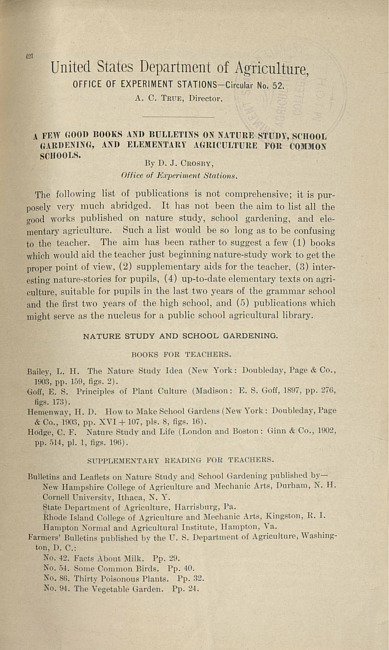 United States Department of Agriculture,
OFFICE OF EXPERIMENT STATIONS—Circular No. 52.
A. C. TRUE, Director.
A FEW GOOD BOOKS AND BULLETINS ON NATURE STUDY, SCHOOL
GARDENING, AND ELEMENTARY AGRICULTURE FOR COMMON
SCHOOLS.
By D. J. CROSBY,
Office of Experiment Stations.
The following list of publications is not comprehensive; it is pur-
posely very much abridged. It has not been the aim to list all the
good works published on nature study, school gardening, and ele-
mentary agriculture. Such a list would be so long as to be confusing
to the teacher. The aim has been rather to suggest a few (1) books
which would aid the teacher just beginning nature-study work to get the
proper point of view, (2) supplementary aids for the teacher, (3) inter-
esting nature-stories for pupils, (4) up-to-date elementary texts on agri-
culture, suitable for pupils in the last two years of the grammar school
and the first two years of the high school, and (5) publications which
might serve as the nucleus for a public school agricultural library.
NATURE STUDY AND SCHOOL GARDENING.
BOOKS FOR TEACHERS.
Bailey, L. H. The Nature Study Idea (New York: Doubleday, Page & Co.,
1903, pp. 159, figs. 2).
Goff, E. S. Principles of Plant Culture (Madison: E. S. Goff, 1897, pp. 276,
figs. 173).
Hemenway, H. D. How to Make School Gardens (New York: Doubleday, Page
& Co., 1903, pp. XVI + 107, pls. 8, figs. 16).
Hodge, C. F. Nature Study and Life (London and Boston: Ginn & Co., 1902,
pp. 514, pl. 1, figs. 196).
SUPPLEMENTARY READING FOR TEACHERS.
Bulletins and Leaflets on Nature Study and School Gardening published by—
New Hampshire College of Agriculture and Mechanic Arts, Durham, N. H.
Cornell University, Ithaca, N. Y.
State Department of Agriculture, Harrisburg, Pa.
Rhode Island College of Agriculture and Mechanic Arts, Kingston, R. I.
Hampton Normal and Agricultural Institute, Hampton, Va.
Farmers' Bulletins published by the U. S. Department of Agriculture, Washing-
ton, D. C.:
No. 42. Facts About Milk. Pp. 29.
No. 54. Some Common Birds. Pp. 40.
No. 86. Thirty Poisonous Plants. Pp. 32.
No. 94. The Vegetable Garden. Pp. 24.